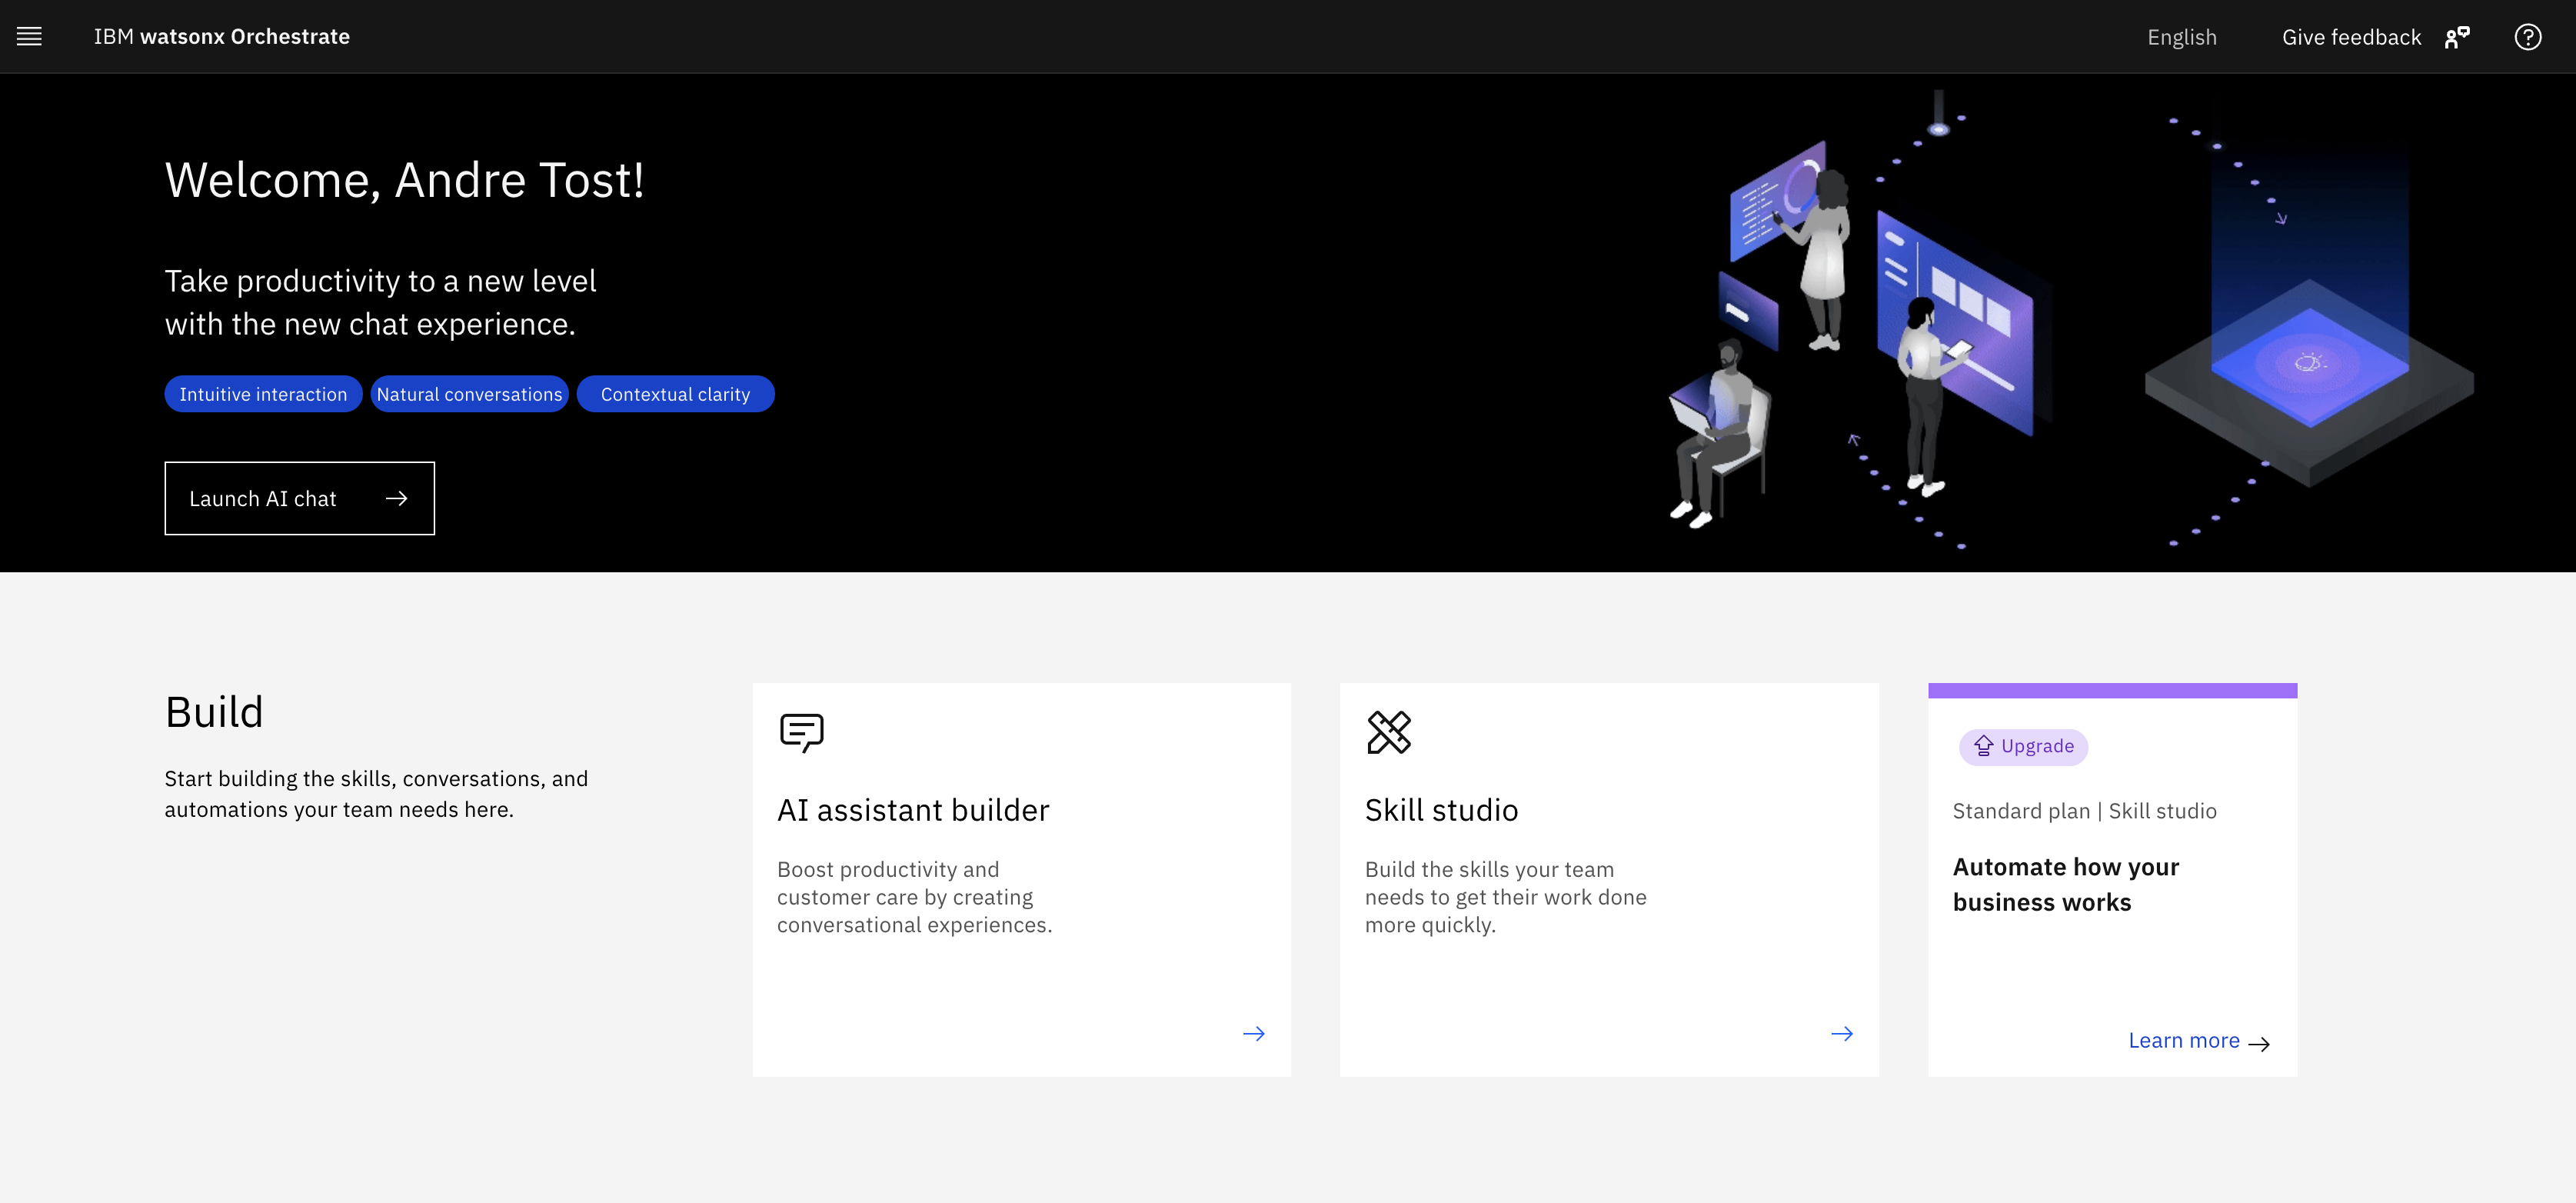 IBM watsonx Orchestrate
English
Give feedback
Welcome, Andre Tost!
Take productivity to a new level
with the new chat experience.
Intuitive interaction
Natural conversations
Contextual clarity
Launch AI chat
Build
Start building the skills, conversations, and
automations your team needs here.
AI assistant builder
Boost productivity and
customer care by creating
conversational experiences.
Skill studio
Build the skills your team
needs to get their work done
more quickly.
Upgrade
Standard plan | Skill studio
Automate how your
business works
Learn more